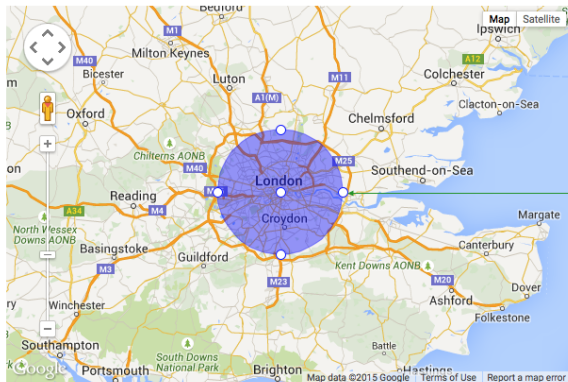 Bedford
Map Satellite
M1
Ipswich
Milton Keynes
M40
A12
Bicester
Luton
M11
Colchester
A1(M)
Clacton-on-Sea
Oxford
Chelmsford
Chilterns AONB
M25
M40
Southend-on-Sea
London
Reading
M4
A34
Croydon
Margate
North Wessex
Downs AONB
Basingstoke
Guildford
Canterbury
Kent Downs AONB
M3
M23
M20
Dover
Ashford
Winchester
Folkestone
Southampton
South Downs
National Park
Battle
Google
Portsmouth
Brighton
Hastings
Map data ©2015 Google Terms of Use Report a map error